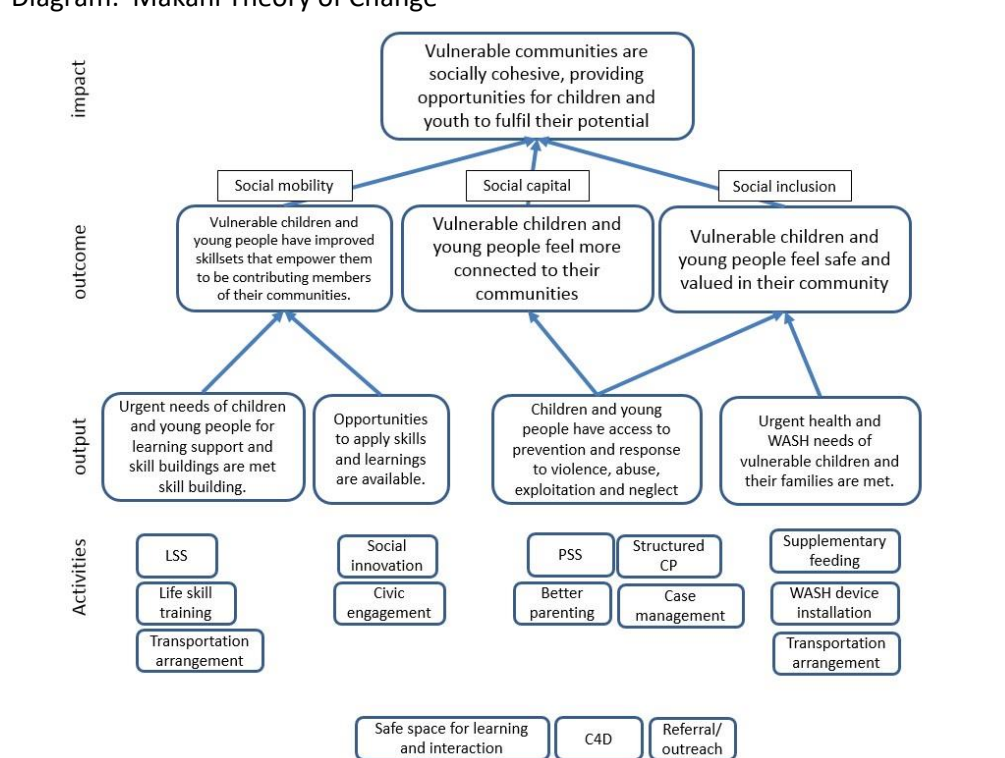 Diagram: Makani Theory of Change
impact
Vulnerable communities are
socially cohesive, providing
opportunities for children and
youth to fulfil their potential
Social mobility
Social capital
Social inclusion
outcome
Vulnerable children and
young people have improved
skillsets that empower them
to be contributing members
of their communities.
Vulnerable children and
young people feel more
connected to their
communities
Vulnerable children and
young people feel safe and
valued in their community
output
Urgent needs of children
and young people for
learning support and
skill buildings are met
skill building.
Opportunities
to apply skills
and learnings
are available.
Children and young
people have access to
prevention and response
to violence, abuse,
exploitation and neglect
Urgent health and
WASH needs of
vulnerable children and
their families are met.
Activities
LSS
Life skill
training
Transportation
arrangement
Social
innovation
Civic
engagement
PSS
Structured
CP
Better
parenting
Case
management
Supplementary
feeding
WASH device
installation
Transportation
arrangement
Safe space for learning
and interaction
C4D
Referral/
outreach